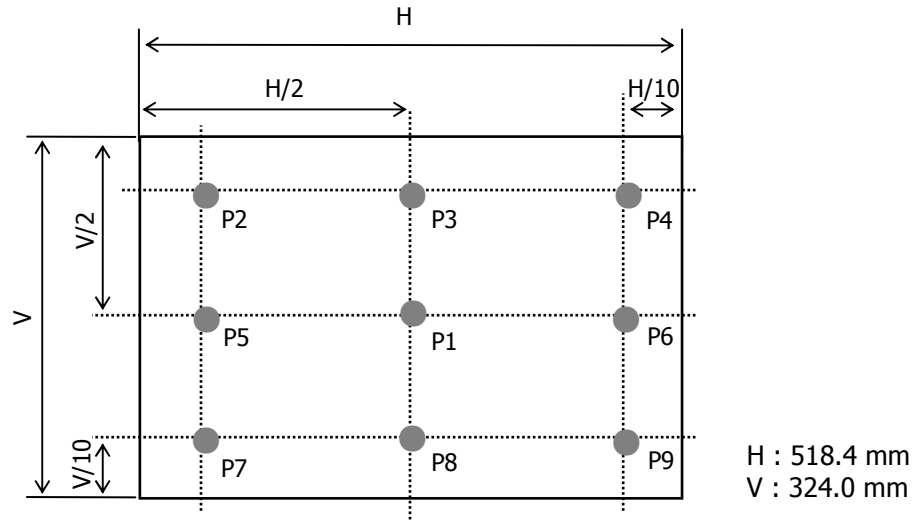 H
H/2
H/10
P2
P3
P4
V/2
V
P5
P1
P6
V/10
P7
P8
P9
H : 518.4 mm
V : 324.0 mm